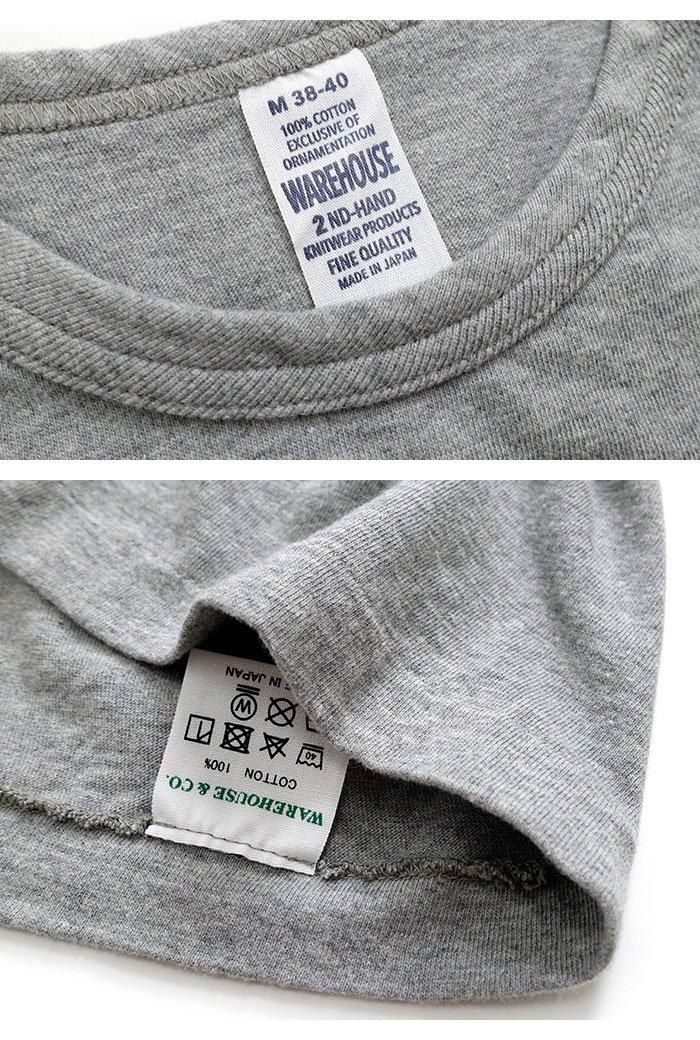 M 38-40
100% COTTON
EXCLUSIVE OF
ORNAMENTATION
WAREHOUSE
2ND-HAND
KNITWEAR PRODUCTS
FINE QUALITY
MADE IN JAPAN
WAREHOUSE & CO.
COTTON 100%
40
W
IN JAPAN